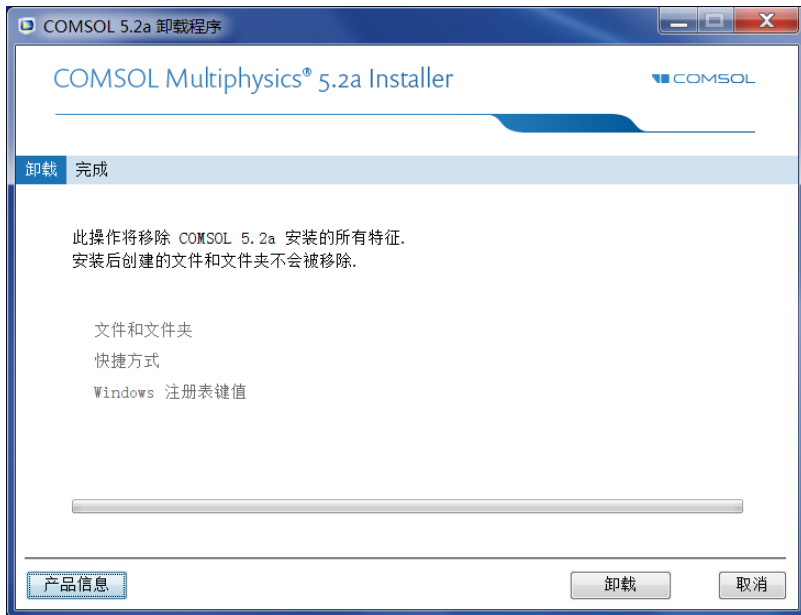 COMSOL 5.2a 卸载程序
COMSOL Multiphysics® 5.2a Installer
COMSOL
卸载 完成
此操作将移除 COMSOL 5.2a 安装的所有特征.
安装后创建的文件和文件夹不会被移除.
文件和文件夹
快捷方式
Windows 注册表键值
产品信息 卸载 取消